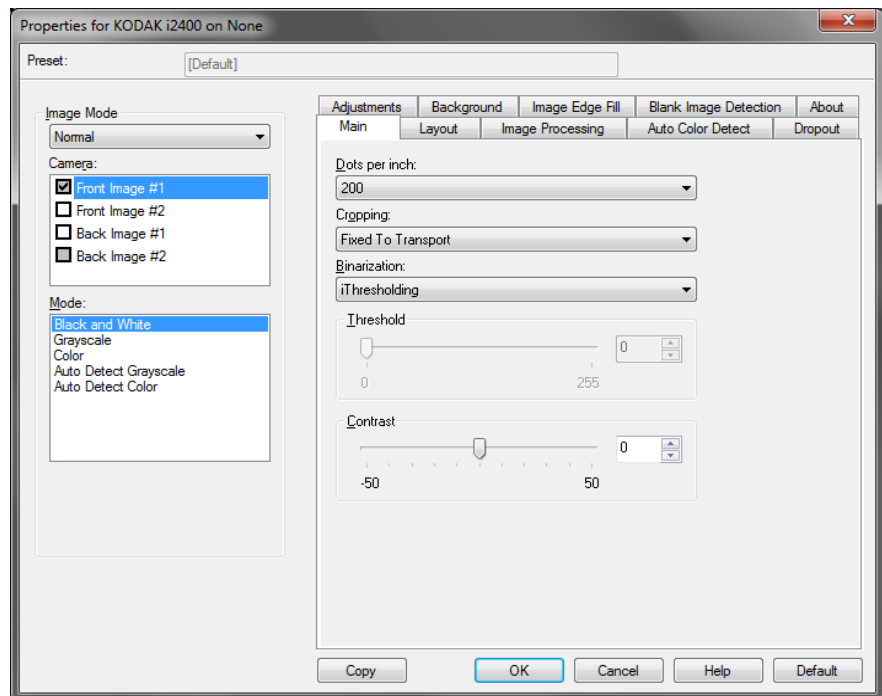 Properties for KODAK i2400 on None
Preset:
[Default]
Image Mode
Normal
Camera:
Front Image #1
Front Image #2
Back Image #1
Back Image #2
Mode:
Black and White
Grayscale
Color
Auto Detect Grayscale
Auto Detect Color
Adjustments Background Image Edge Fill Blank Image Detection About
Main Layout Image Processing Auto Color Detect Dropout
Dots per inch:
200
Cropping:
Fixed To Transport
Binarization:
iThresholding
Threshold
0
0 255
Contrast
0
-50 50
Copy OK Cancel Help Default